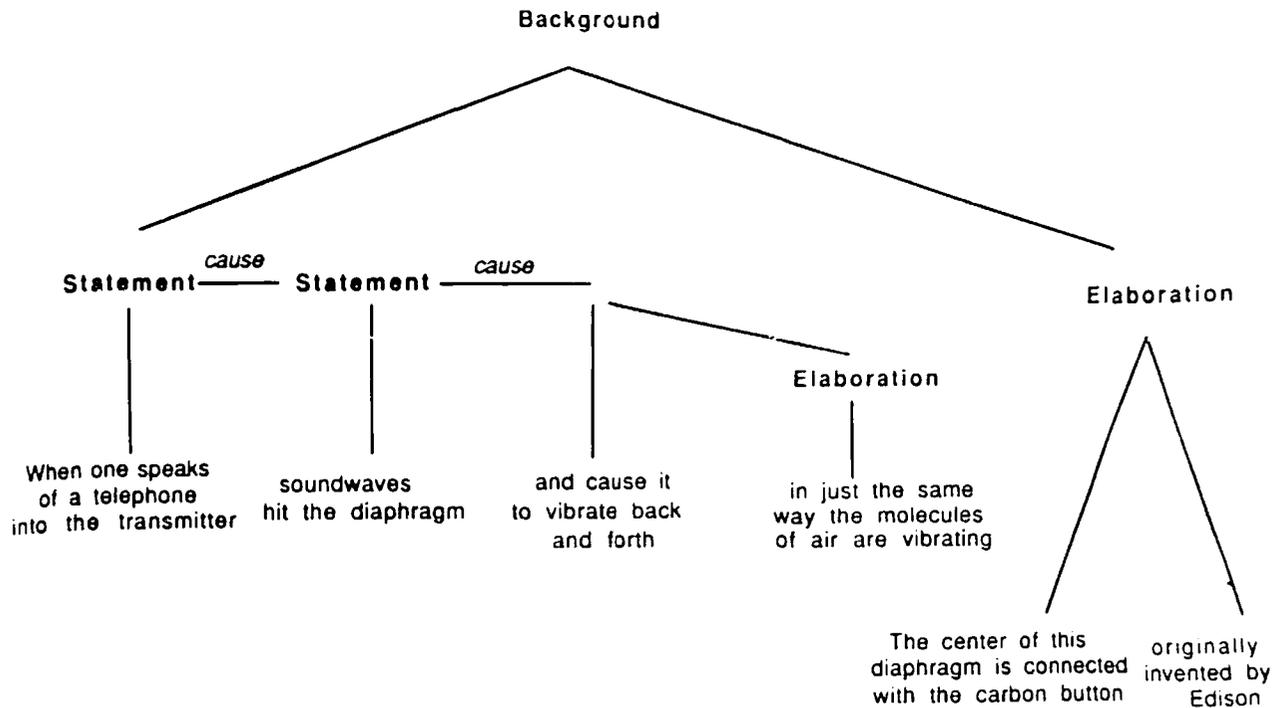 Background
cause
cause
Statement
Statement
Elaboration
Elaboration
When one speaks
of a telephone
into the transmitter
soundwaves
hit the diaphragm
and cause it
to vibrate back
and forth
in just the same
way the molecules
of air are vibrating
The center of this
diaphragm is connected
with the carbon button
originally
invented by
Edison